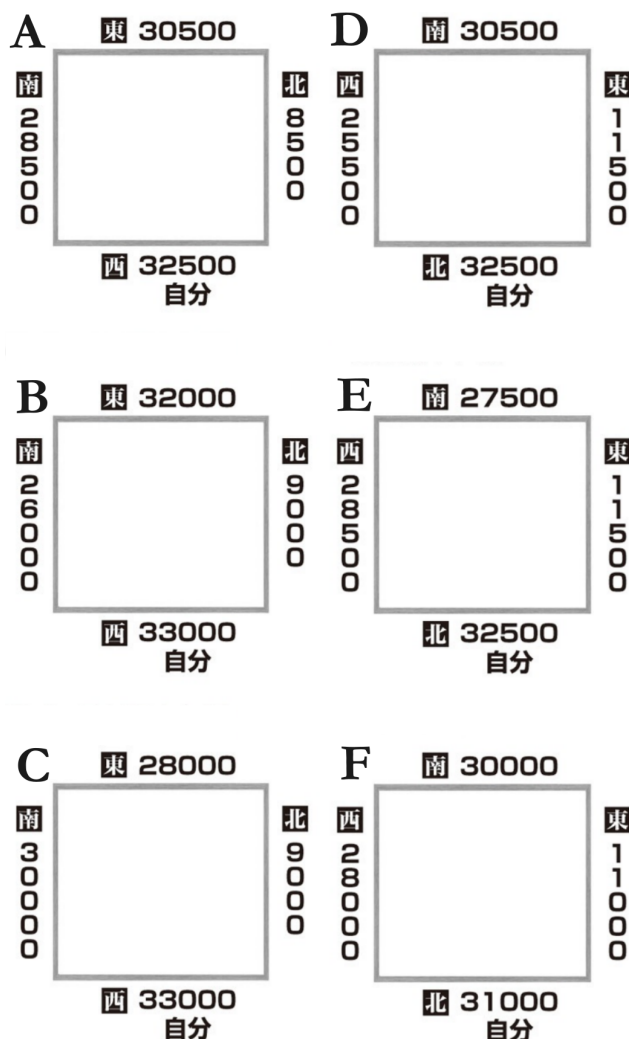 A
東 30500
南 28500
北 8500
西 32500
自分
D
南 30500
西 25500
東 11500
北 32500
自分
B
東 32000
南 26000
北 9000
西 33000
自分
E
南 27500
西 28500
東 11500
北 32500
自分
C
東 28000
南 30000
北 9000
西 33000
自分
F
南 30000
西 28000
東 11000
北 31000
自分